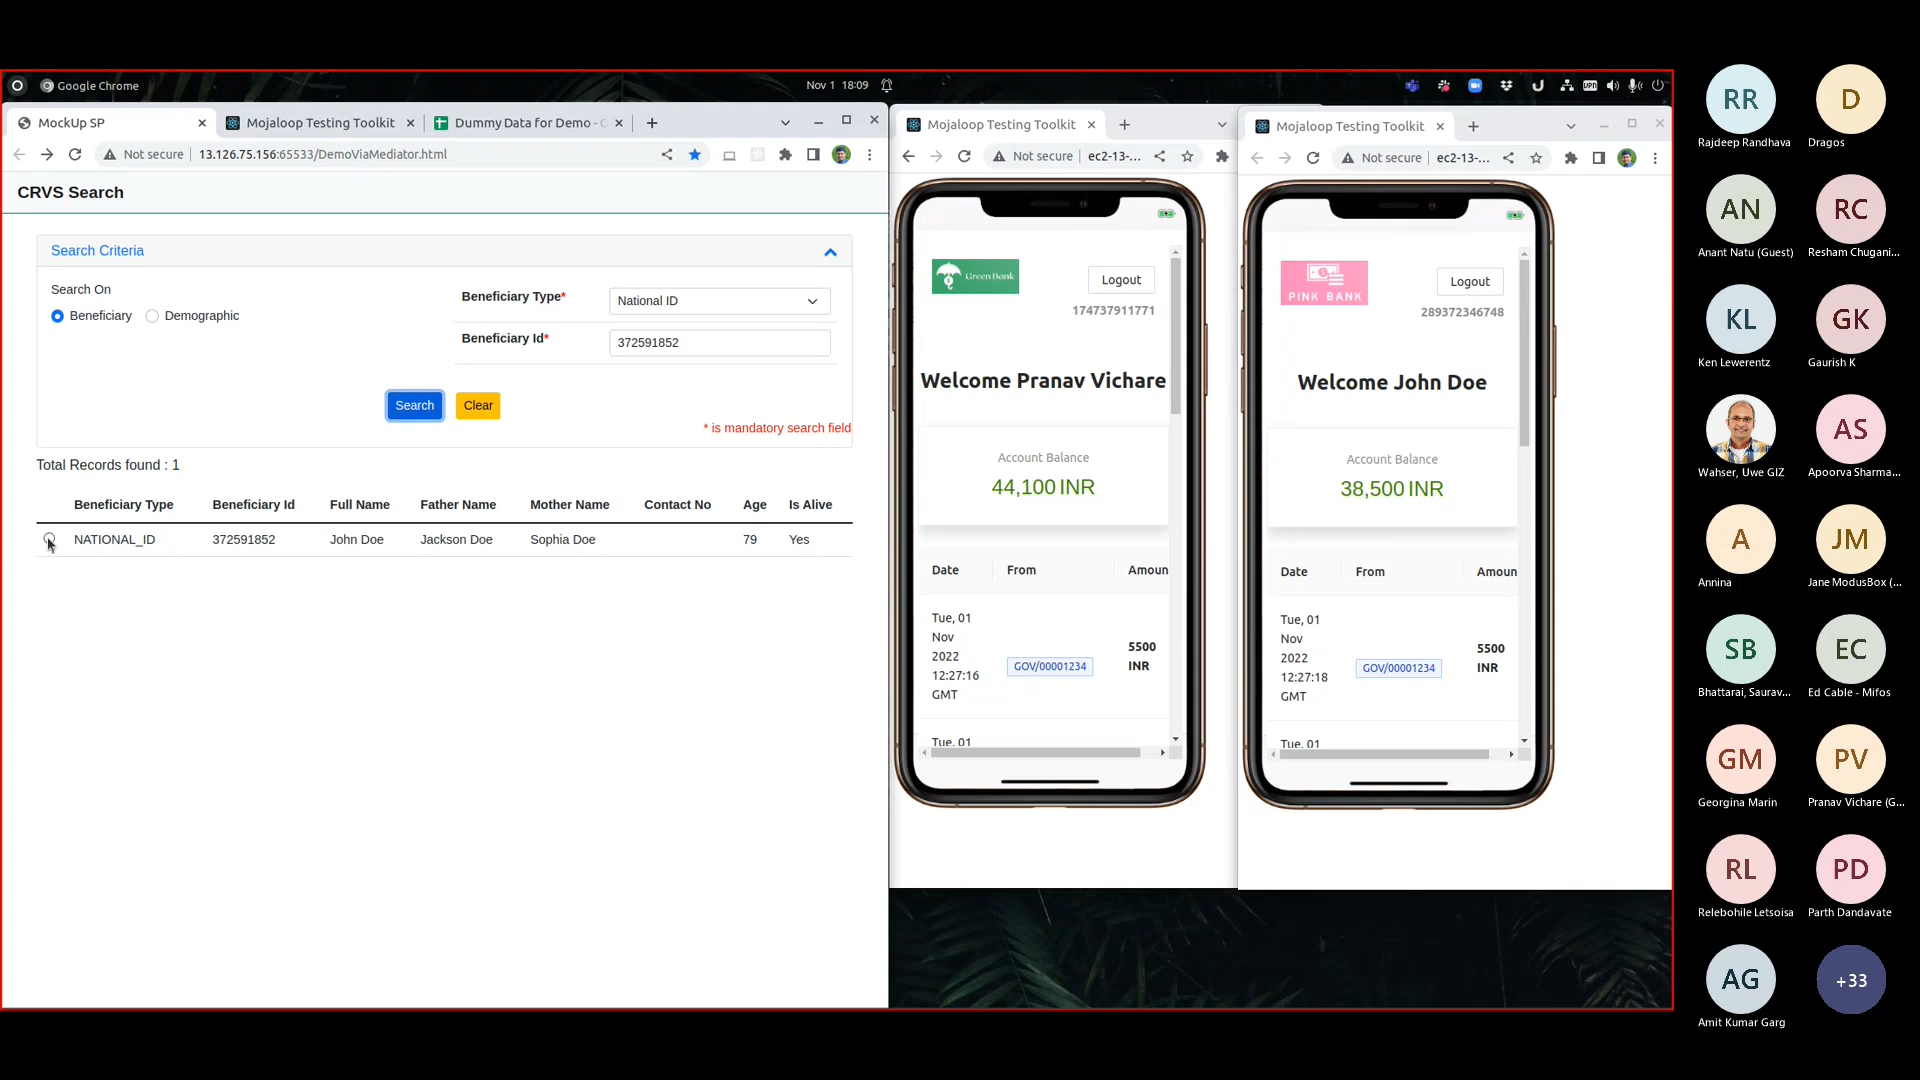 Google Chrome
Nov 1 18:09
MockUp SP
Mojaloop Testing Toolkit
Dummy Data for Demo -
Not secure
13.126.75.156:65533/DemoViaMediator.html
CRVS Search
Search Criteria
Search On
Beneficiary
Demographic
Beneficiary Type*
National ID
Beneficiary Id*
372591852
Search
Clear
* is mandatory search field
Total Records found : 1
Beneficiary Type Beneficiary Id Full Name Father Name Mother Name Contact No Age Is Alive
NATIONAL_ID 372591852 John Doe Jackson Doe Sophia Doe 79 Yes
Mojaloop Testing Toolkit
Not secure
ec2-13-...
Green Bank
Logout
174737911771
Welcome Pranav Vichare
Account Balance
44,100 INR
Date From Amoun
Tue, 01
Nov
2022
12:27:16
GMT
GOV/00001234
5500
INR
Tue, 01
Mojaloop Testing Toolkit
Not secure
ec2-13-...
PINK BANK
Logout
289372346748
Welcome John Doe
Account Balance
38,500 INR
Date From Amoun
Tue, 01
Nov
2022
12:27:18
GMT
GOV/00001234
5500
INR
Tue, 01
RR
Rajdeep Randhava
D
Dragos
AN
Anant Natu (Guest)
RC
Resham Chugani...
KL
Ken Lewerentz
GK
Gaurish K
Wahser, Uwe GIZ
AS
Apoorva Sharma...
A
Annina
JM
Jane ModusBox (...
SB
Bhattarai, Saurav...
EC
Ed Cable - Mifos
GM
Georgina Marin
PV
Pranav Vichare (G...
RL
Relebohile Letsoisa
PD
Parth Dandavate
AG
Amit Kumar Garg
+33